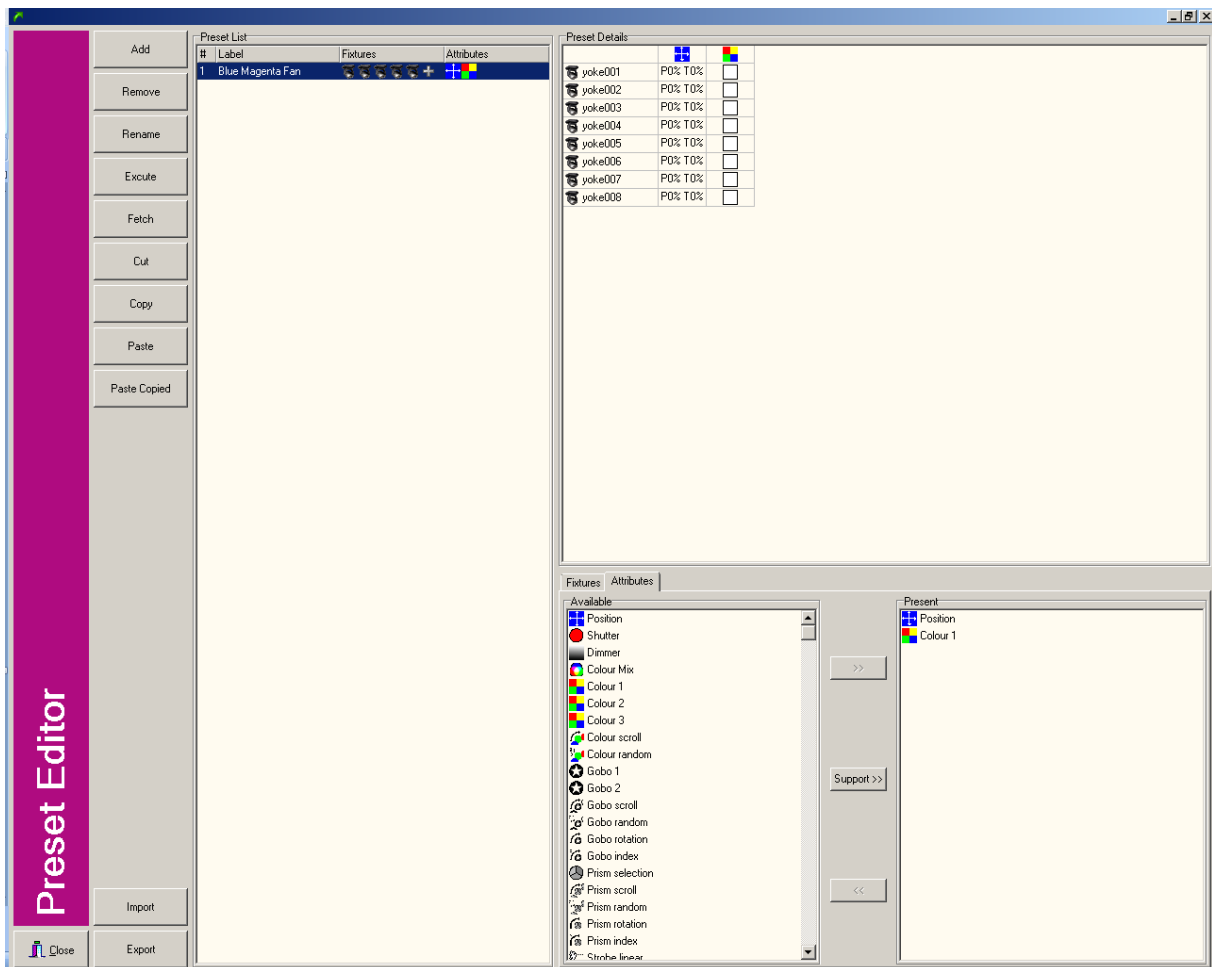 Preset Editor
Add
Remove
Rename
Excute
Fetch
Cut
Copy
Paste
Paste Copied
Import
Export
Close
Preset List
# Label Fixtures Attributes
1 Blue Magenta Fan
Preset Details
yoke001 P0% T0%
yoke002 P0% T0%
yoke003 P0% T0%
yoke004 P0% T0%
yoke005 P0% T0%
yoke006 P0% T0%
yoke007 P0% T0%
yoke008 P0% T0%
Fixtures Attributes
Available
Position
Shutter
Dimmer
Colour Mix
Colour 1
Colour 2
Colour 3
Colour scroll
Colour random
Gobo 1
Gobo 2
Gobo scroll
Gobo random
Gobo rotation
Gobo index
Prism selection
Prism scroll
Prism random
Prism rotation
Prism index
Strobe linear
>>
Support >>
<<
Present
Position
Colour 1